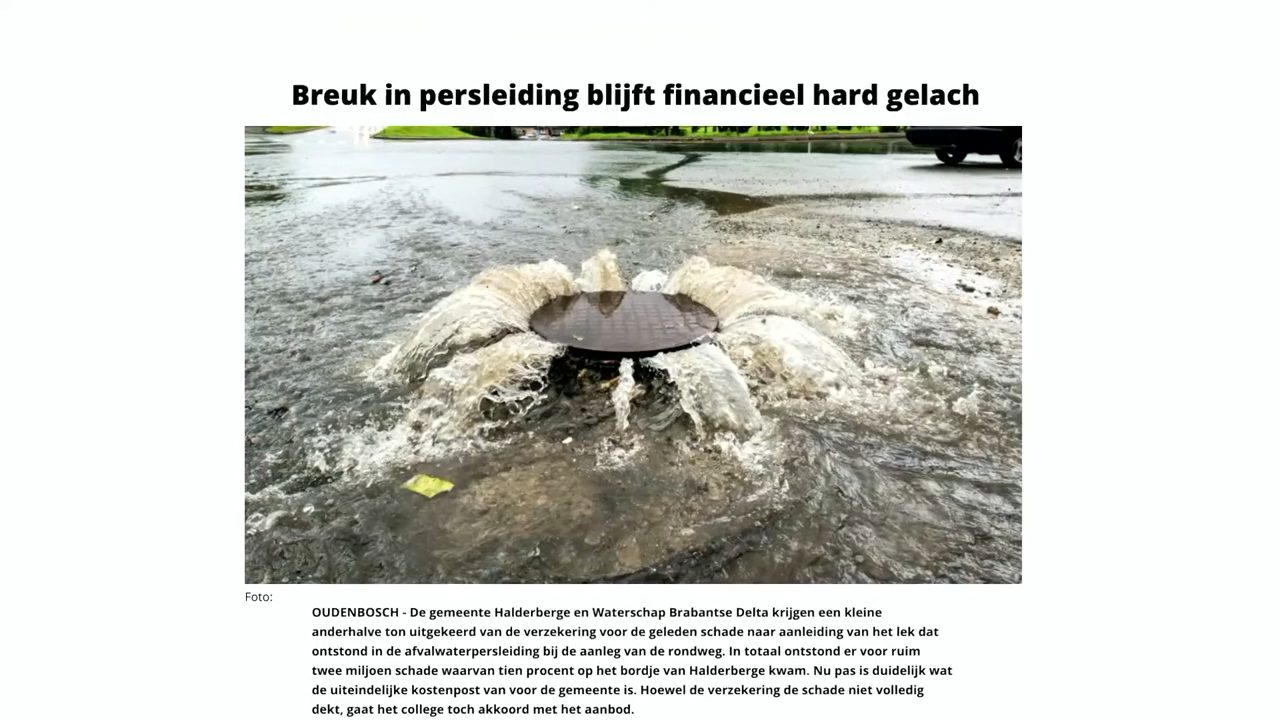 Breuk in persleiding blijft financieel hard gelach
Foto:
OUDENBOSCH - De gemeente Halderberge en Waterschap Brabantse Delta krijgen een kleine
anderhalve ton uitgekeerd van de verzekering voor de geleden schade naar aanleiding van het lek dat
ontstond in de afvalwaterpersleiding bij de aanleg van de rondweg. In totaal ontstond er voor ruim
twee miljoen schade waarvan tien procent op het bordje van Halderberge kwam. Nu pas is duidelijk wat
de uiteindelijke kostenpost van voor de gemeente is. Hoewel de verzekering de schade niet volledig
dekt, gaat het college toch akkoord met het aanbod.